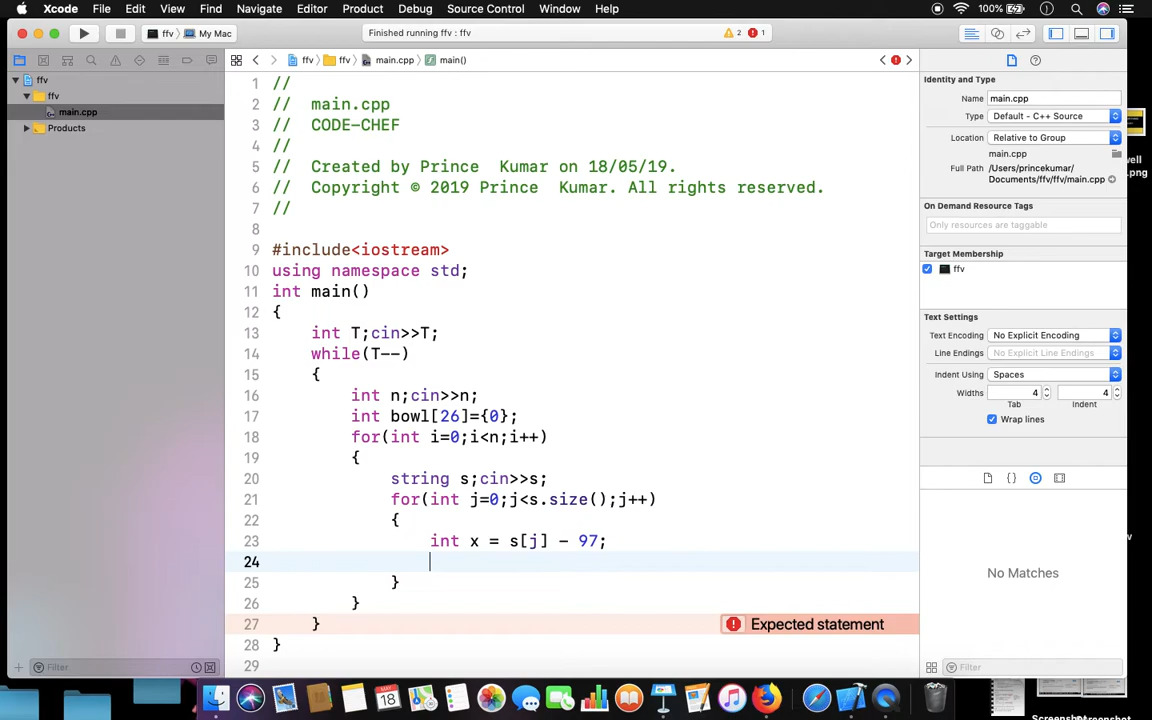 Xcode File Edit View Find Navigate Editor Product Debug Source Control Window Help 100%
ffv My Mac Finished running ffv : ffv 2 1
ffv ffv main.cpp main()
ffv
ffv
main.cpp
Products
1 //
2 //  main.cpp
3 //  CODE-CHEF
4 //
5 //  Created by Prince  Kumar on 18/05/19.
6 //  Copyright © 2019 Prince  Kumar. All rights reserved.
7 //
8
9 #include<iostream>
10 using namespace std;
11 int main()
12 {
13     int T;cin>>T;
14     while(T--)
15     {
16         int n;cin>>n;
17         int bowl[26]={0};
18         for(int i=0;i<n;i++)
19         {
20             string s;cin>>s;
21             for(int j=0;j<s.size();j++)
22             {
23                 int x = s[j] - 97;
24
25             }
26         }
27     } Expected statement
28 }
29
Filter
Identity and Type
Name main.cpp
Type Default - C++ Source
Location Relative to Group
main.cpp
Full Path /Users/princekumar/
Documents/ffv/ffv/main.cpp
On Demand Resource Tags
Only resources are taggable
Target Membership
ffv
Text Settings
Text Encoding No Explicit Encoding
Line Endings No Explicit Line Endings
Indent Using Spaces
Widths 4 4
Tab Indent
Wrap lines
No Matches
Filter
MAY
18